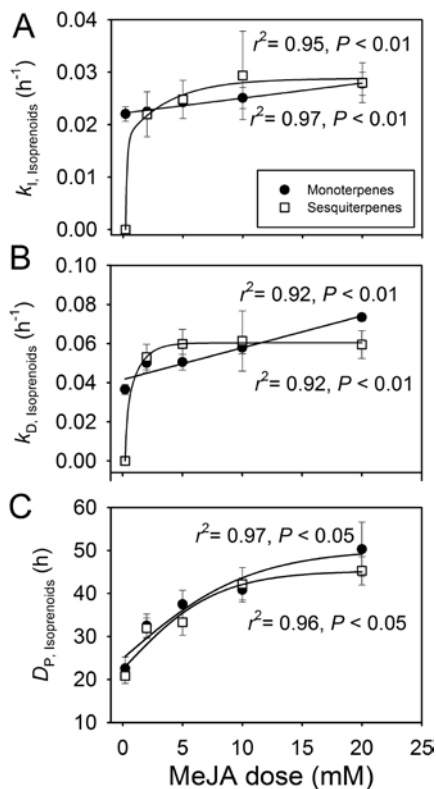 A
r²= 0.95, P < 0.01
0.04
0.03
0.02
0.01
0.00
k_I, Isoprenoids (h⁻¹)
r²= 0.97, P < 0.01
Monoterpenes
Sesquiterpenes
B
0.10
0.08
0.06
0.04
0.02
0.00
k_D, Isoprenoids (h⁻¹)
r²= 0.92, P < 0.01
r²= 0.92, P < 0.01
C
60
50
40
30
20
10
D_P, Isoprenoids (h)
r²= 0.97, P < 0.05
r²= 0.96, P < 0.05
0 5 10 15 20 25
MeJA dose (mM)